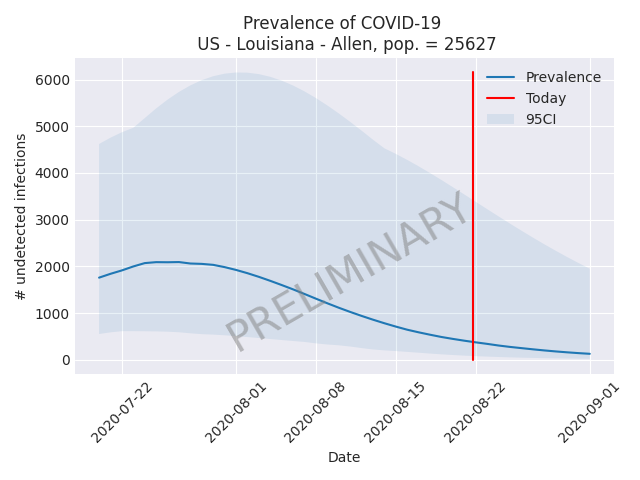 Prevalence of COVID-19
US - Louisiana - Allen, pop. = 25627
6000
5000
4000
3000
2000
1000
0
# undetected infections
Prevalence
Today
95CI
PRELIMINARY
2020-07-22
2020-08-01
2020-08-08
2020-08-15
2020-08-22
2020-09-01
Date